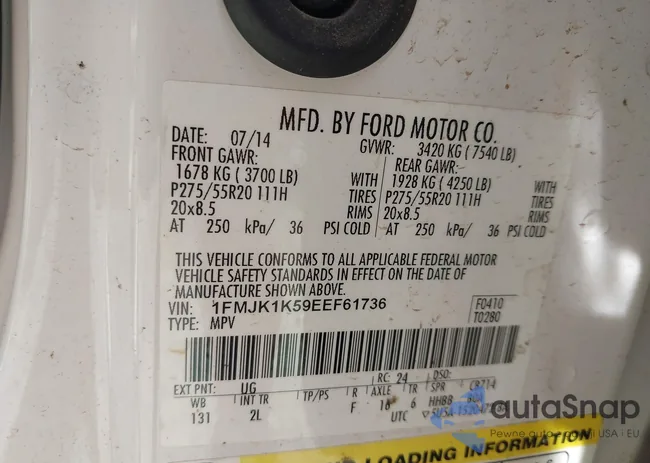 MFD. BY FORD MOTOR CO.
DATE: 07/14 GVWR: 3420 KG ( 7540 LB)
FRONT GAWR: REAR GAWR:
1678 KG ( 3700 LB) WITH 1928 KG ( 4250 LB) WITH
P275/55R20 111H TIRES P275/55R20 111H TIRES
20x8.5 RIMS 20x8.5 RIMS
AT 250 kPa/ 36 PSI COLD AT 250 kPa/ 36 PSI COLD
THIS VEHICLE CONFORMS TO ALL APPLICABLE FEDERAL MOTOR
VEHICLE SAFETY STANDARDS IN EFFECT ON THE DATE OF
MANUFACTURE SHOWN ABOVE.
VIN: 1FMJK1K59EEF61736 F0410
TYPE: MPV T0280
EXT PNT: UG RC: 24 DSO:
WB INT TR TP/PS R AXLE TR SPR
131 2L F 18 6 HHBB
UTC
autaSnap
Pewne auta z USA i EU
LOADING INFORMATION